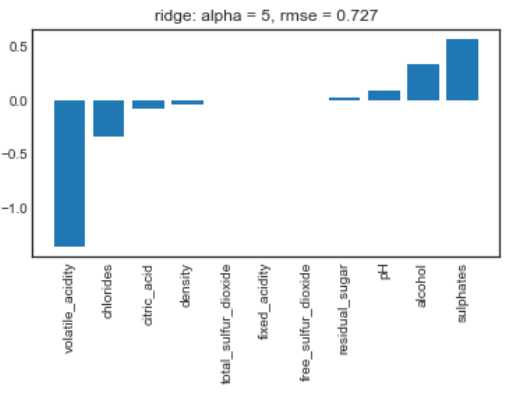 ridge: alpha = 5, rmse = 0.727
0.5
0.0
−0.5
−1.0
volatile_acidity
chlorides
citric_acid
density
total_sulfur_dioxide
fixed_acidity
free_sulfur_dioxide
residual_sugar
pH
alcohol
sulphates